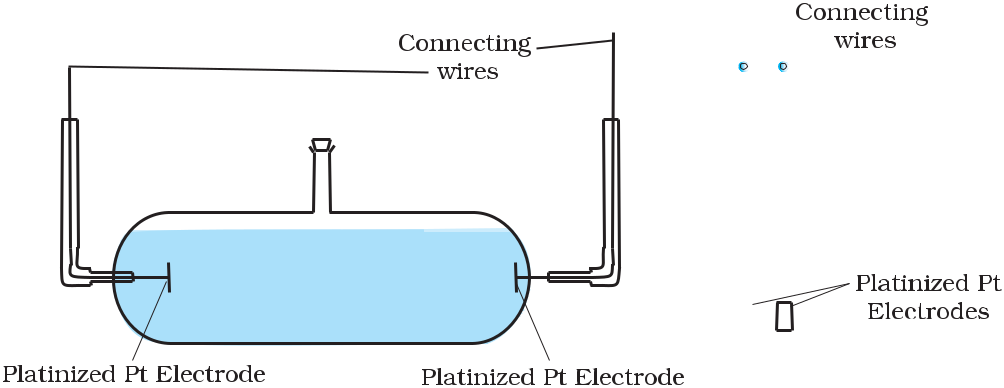 Connecting
wires
Connecting
wires
Platinized Pt
Electrodes
Platinized Pt Electrode
Platinized Pt Electrode